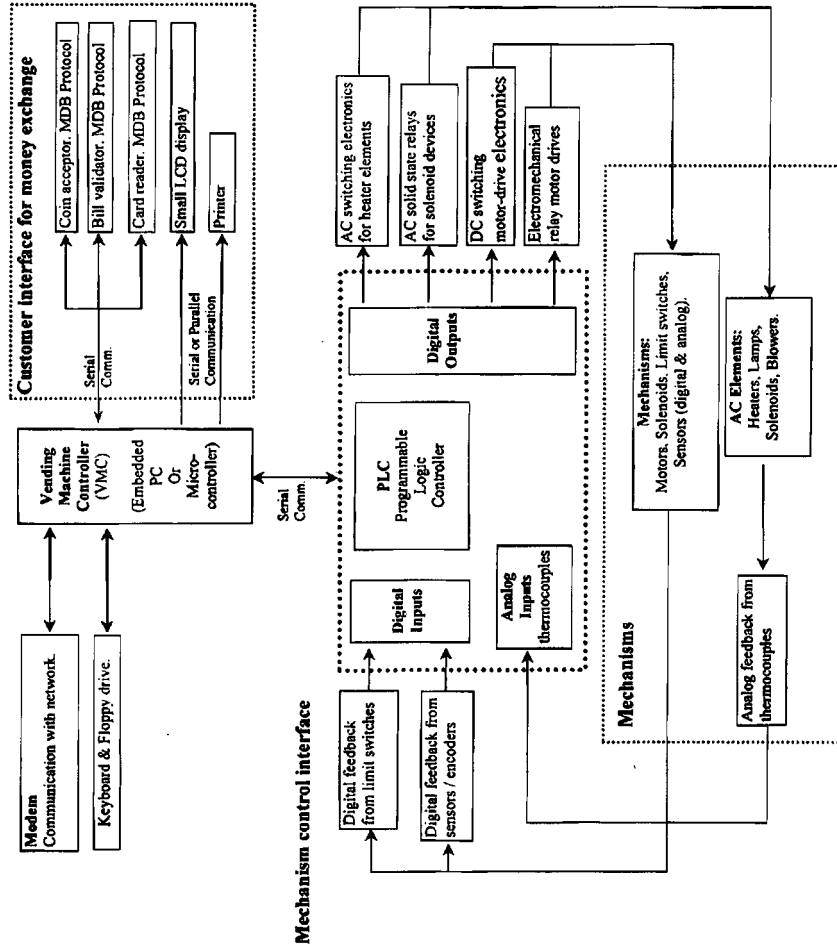 Modem
Communication with network.
Keyboard & Floppy drive.
Vending
Machine
Controller
(VMC)
(Embedded
PC
Or
Micro-
controller)
Customer interface for money exchange
Serial
Comm.
Coin acceptor. MDB Protocol
Bill validator. MDB Protocol
Card reader. MDB Protocol
Serial or Parallel
Communication
Small LCD display
Printer
Serial
Comm.
Mechanism control interface
Digital feedback
from limit switches
Digital feedback from
sensors / encoders
Digital
Inputs
Analog
Inputs
thermocouples
PLC
Programmable
Logic
Controller
Digital
Outputs
AC switching electronics
for heater elements
AC solid state relays
for solenoid devices
DC switching
motor-drive electronics
Electromechanical
relay motor drives
Mechanisms
Mechanisms:
Motors, Solenoids, Limit switches,
Sensors (digital & analog).
AC Elements:
Heaters, Lamps,
Solenoids, Blowers.
Analog feedback from
thermocouples